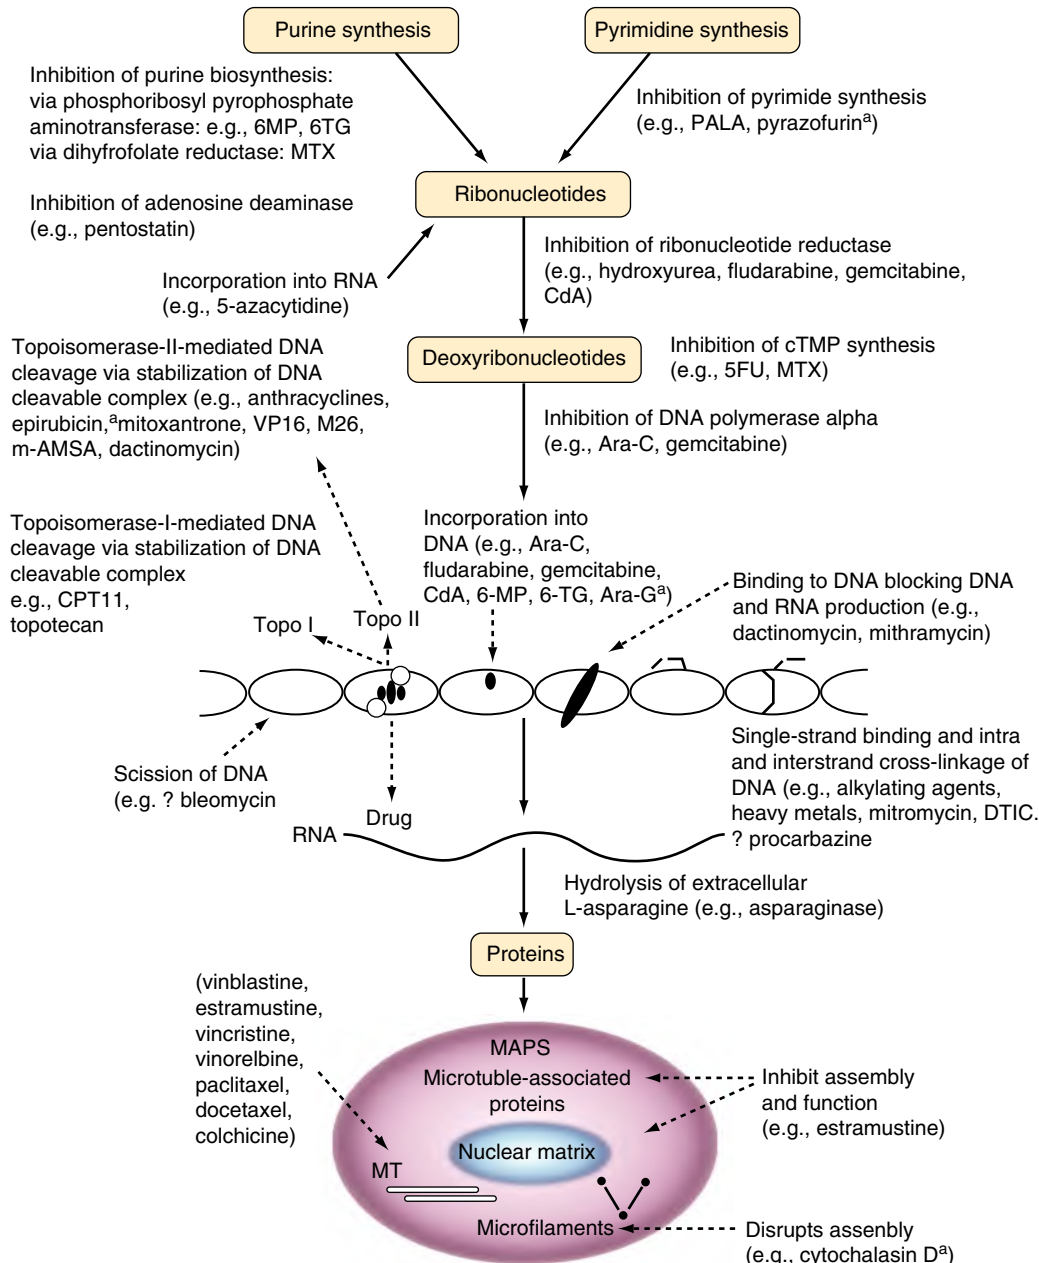 Purine synthesis
Pyrimidine synthesis
Inhibition of purine biosynthesis:
via phosphoribosyl pyrophosphate
aminotransferase: e.g., 6MP, 6TG
via dihyfrofolate reductase: MTX
Inhibition of pyrimide synthesis
(e.g., PALA, pyrazofurinᵃ)
Ribonucleotides
Inhibition of adenosine deaminase
(e.g., pentostatin)
Inhibition of ribonucleotide reductase
(e.g., hydroxyurea, fludarabine, gemcitabine,
CdA)
Incorporation into RNA
(e.g., 5-azacytidine)
Topoisomerase-II-mediated DNA
cleavage via stabilization of DNA
cleavable complex (e.g., anthracyclines,
epirubicin,ᵃmitoxantrone, VP16, M26,
m-AMSA, dactinomycin)
Deoxyribonucleotides
Inhibition of cTMP synthesis
(e.g., 5FU, MTX)
Inhibition of DNA polymerase alpha
(e.g., Ara-C, gemcitabine)
Topoisomerase-I-mediated DNA
cleavage via stabilization of DNA
cleavable complex
e.g., CPT11,
topotecan
Incorporation into
DNA (e.g., Ara-C,
fludarabine, gemcitabine,
CdA, 6-MP, 6-TG, Ara-Gᵃ)
Binding to DNA blocking DNA
and RNA production (e.g.,
dactinomycin, mithramycin)
Topo I
Topo II
Scission of DNA
(e.g. ? bleomycin
Drug
Single-strand binding and intra
and interstrand cross-linkage of
DNA (e.g., alkylating agents,
heavy metals, mitromycin, DTIC.
? procarbazine
RNA
Hydrolysis of extracellular
L-asparagine (e.g., asparaginase)
Proteins
(vinblastine,
estramustine,
vincristine,
vinorelbine,
paclitaxel,
docetaxel,
colchicine)
MAPS
Microtuble-associated
proteins
Inhibit assembly
and function
(e.g., estramustine)
Nuclear matrix
MT
Microfilaments
Disrupts assembly
(e.g., cytochalasin Dᵃ)